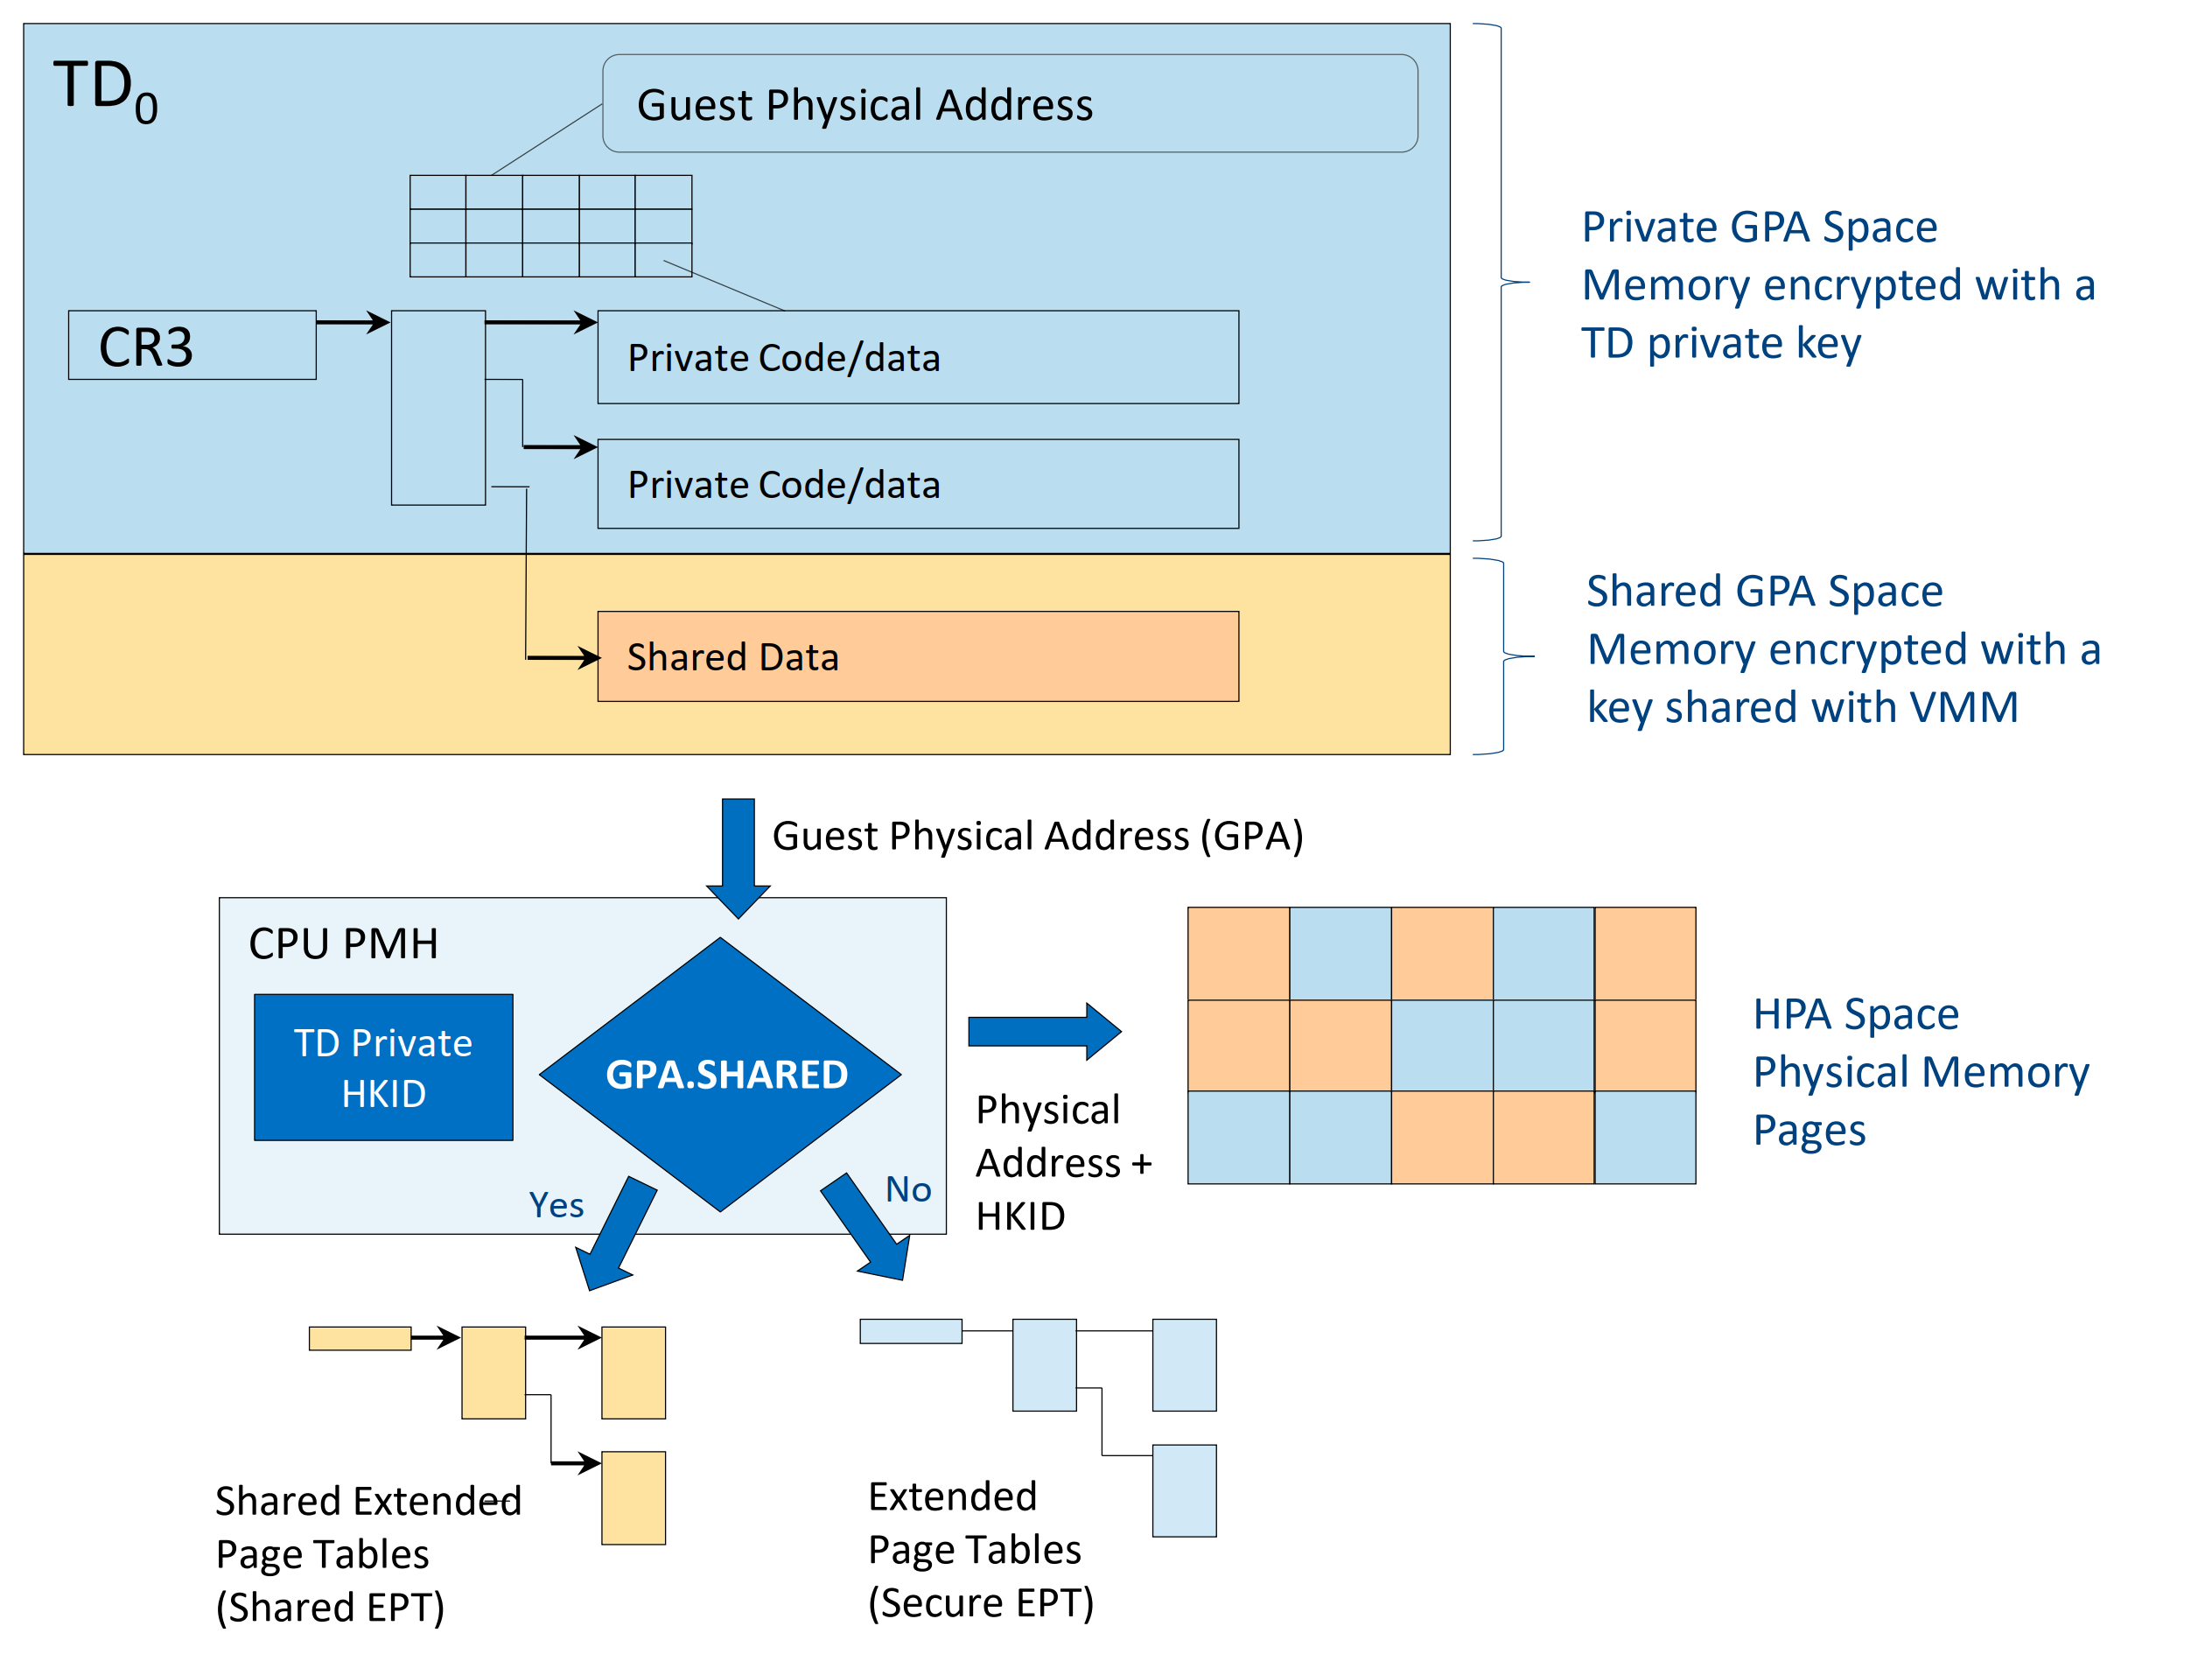 TD0
Guest Physical Address
CR3
Private Code/data
Private Code/data
Shared Data
Private GPA Space
Memory encrypted with a
TD private key
Shared GPA Space
Memory encrypted with a
key shared with VMM
Guest Physical Address (GPA)
CPU PMH
TD Private
HKID
GPA.SHARED
Yes
No
Physical
Address +
HKID
HPA Space
Physical Memory
Pages
Shared Extended
Page Tables
(Shared EPT)
Extended
Page Tables
(Secure EPT)